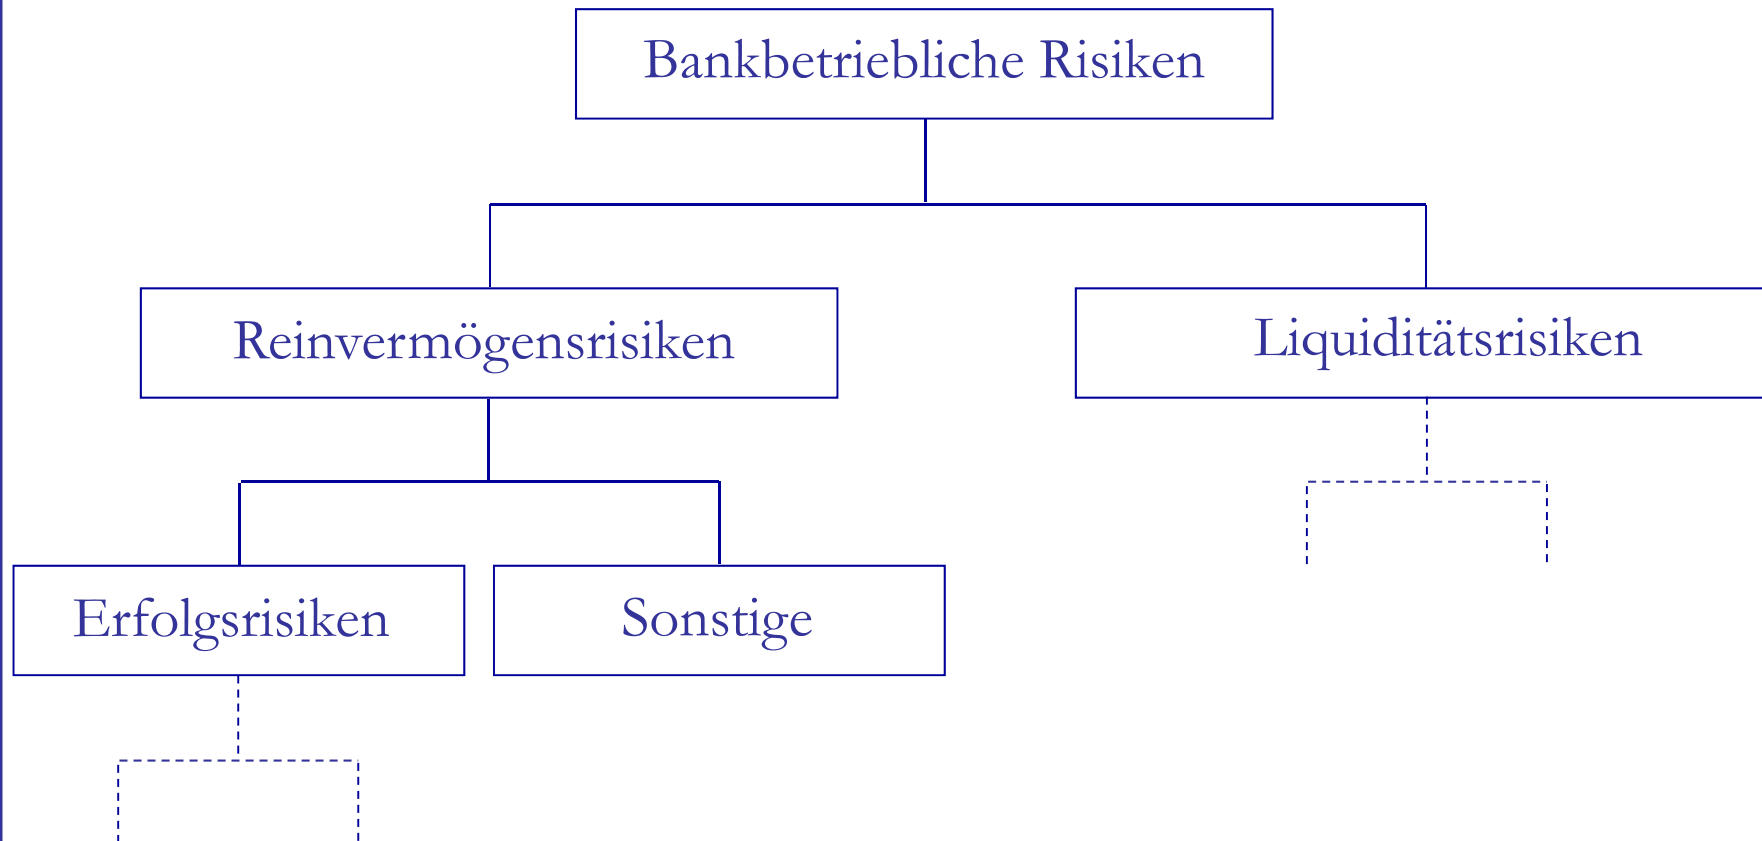 Bankbetriebliche Risiken
Reinvermögensrisiken
Liquiditätsrisiken
Erfolgsrisiken
Sonstige